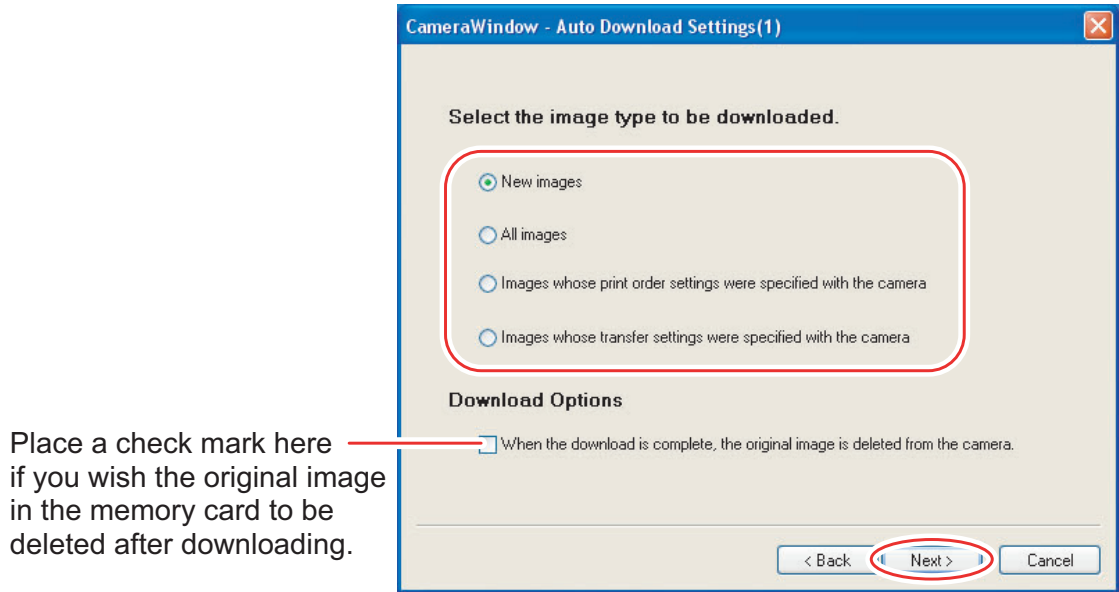 CameraWindow - Auto Download Settings(1)
Select the image type to be downloaded.
New images
All images
Images whose print order settings were specified with the camera
Images whose transfer settings were specified with the camera
Download Options
When the download is complete, the original image is deleted from the camera.
Place a check mark here
if you wish the original image
in the memory card to be
deleted after downloading.
< Back
Next >
Cancel